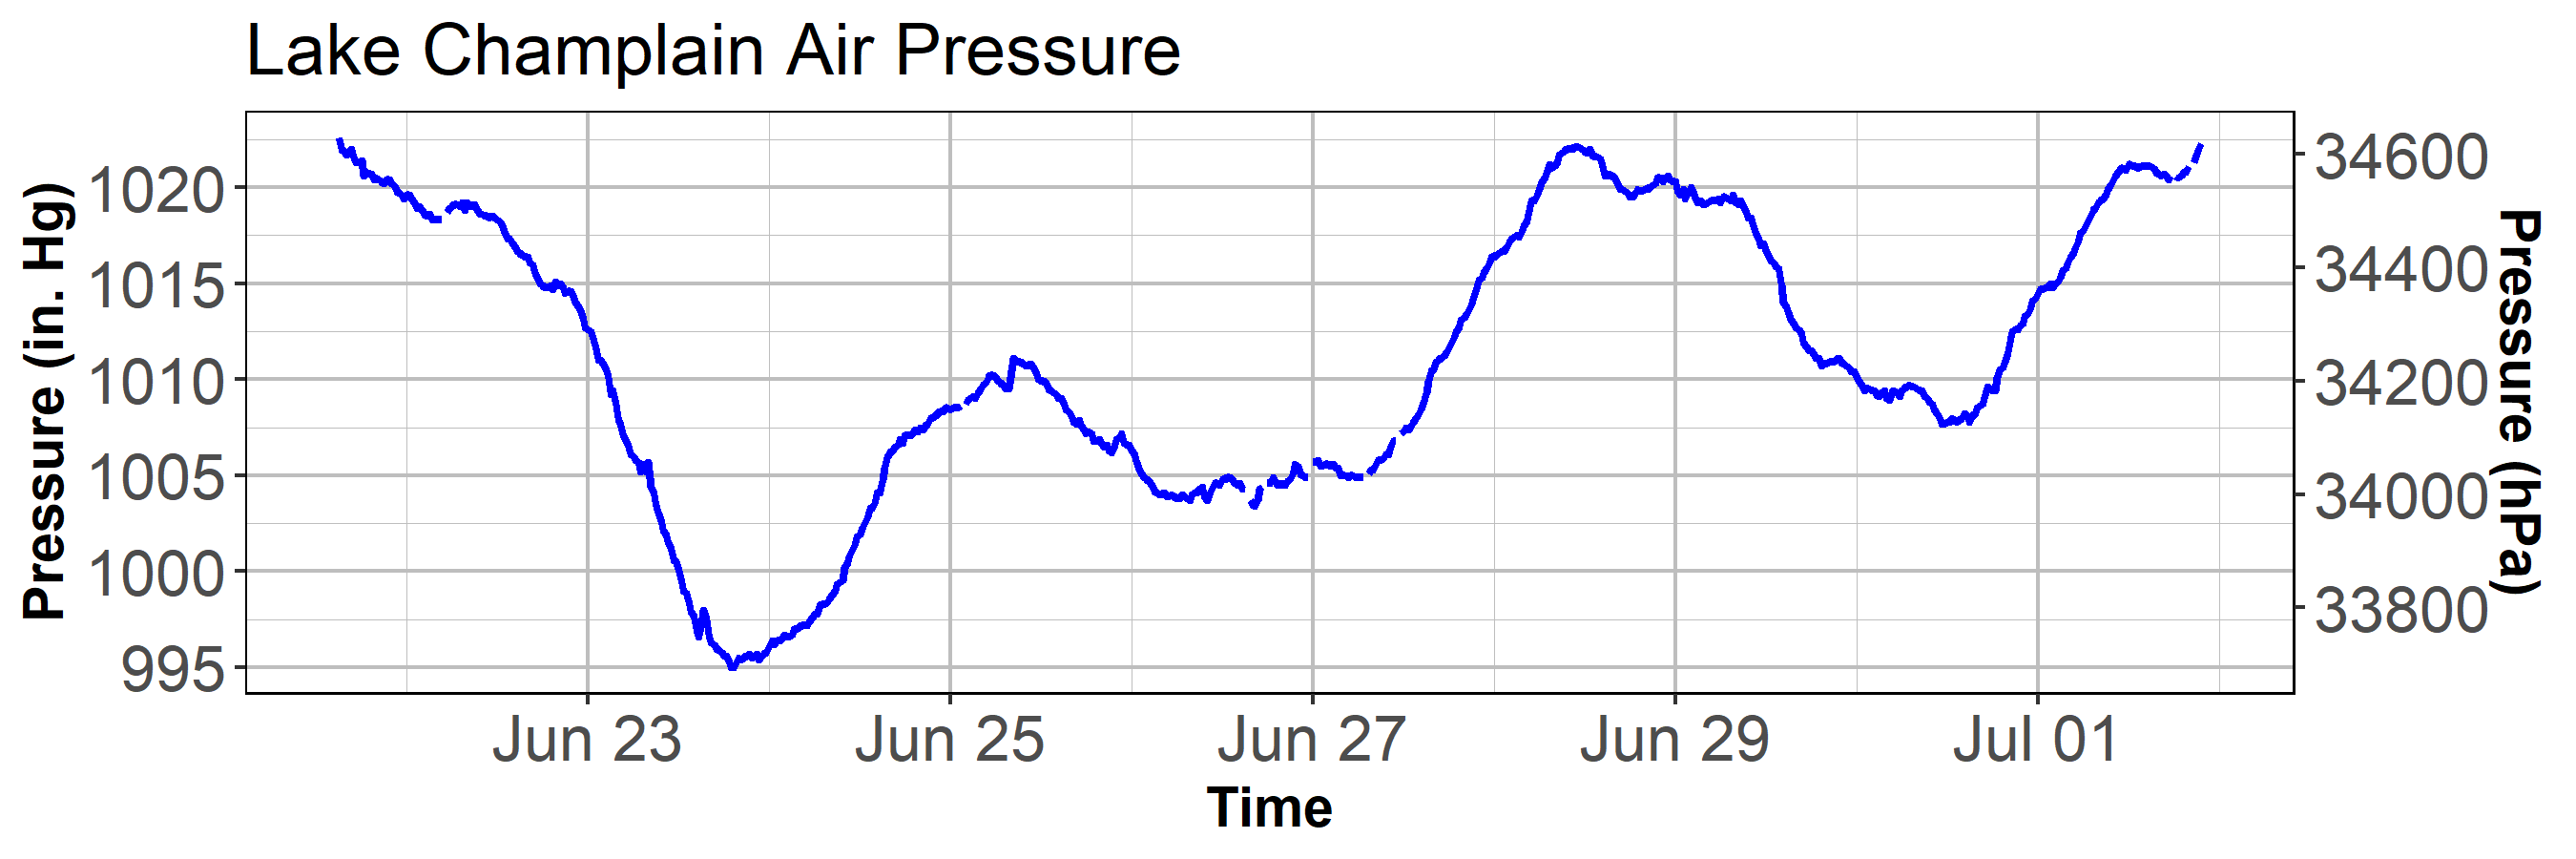 Lake Champlain Air Pressure
Pressure (in. Hg)
1020
1015
1010
1005
1000
995
34600
34400
34200
34000
33800
Pressure (hPa)
Jun 23 Jun 25 Jun 27 Jun 29 Jul 01
Time